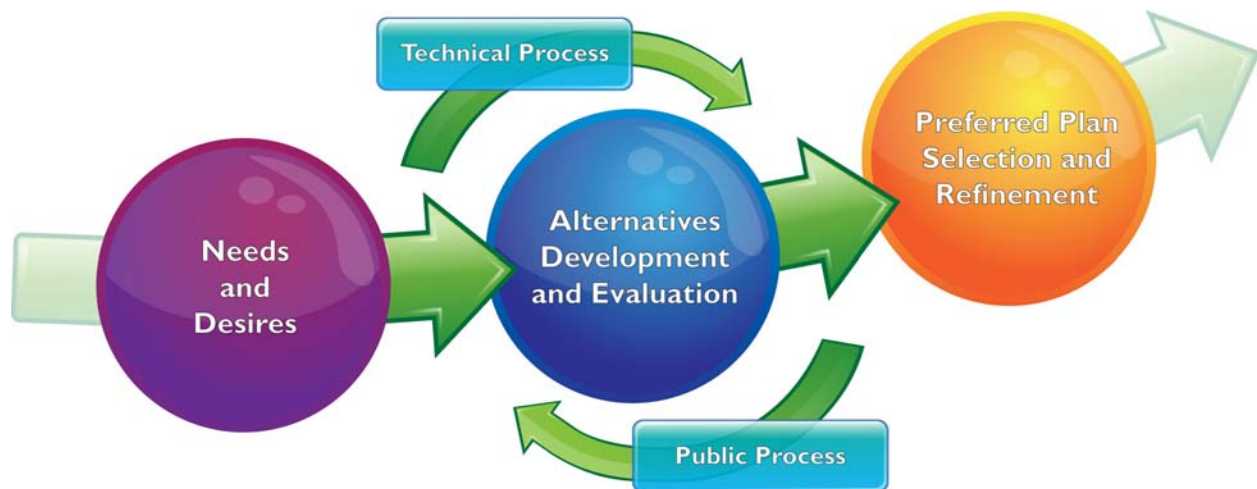 Technical Process
Needs
and
Desires
Alternatives
Development
and Evaluation
Preferred Plan
Selection and
Refinement
Public Process